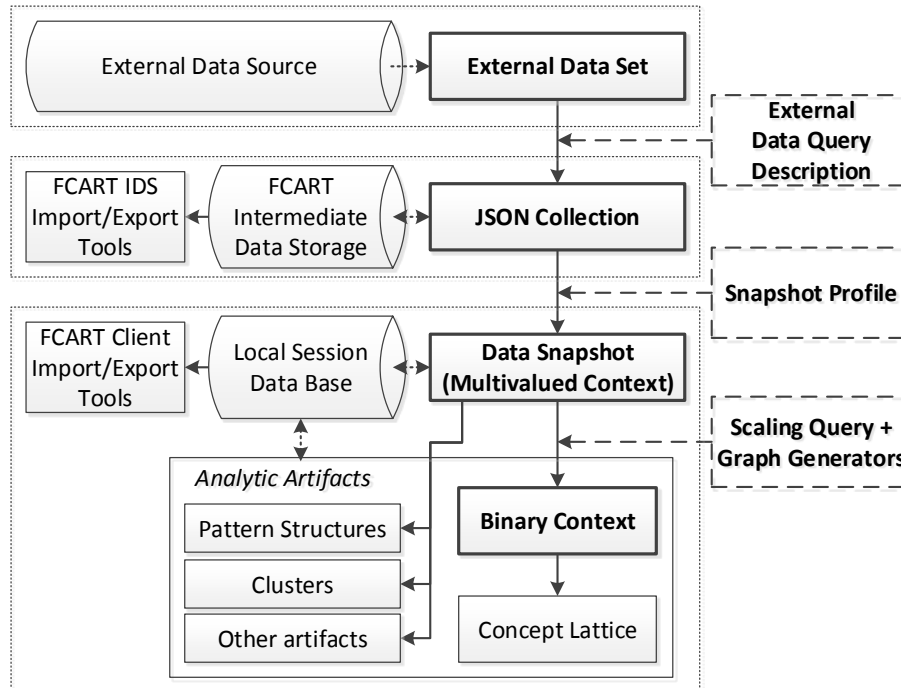 External Data Source
External Data Set
External
Data Query
Description
FCART IDS
Import/Export
Tools
FCART
Intermediate
Data Storage
JSON Collection
Snapshot Profile
FCART Client
Import/Export
Tools
Local Session
Data Base
Data Snapshot
(Multivalued Context)
Scaling Query +
Graph Generators
Analytic Artifacts
Pattern Structures
Clusters
Other artifacts
Binary Context
Concept Lattice